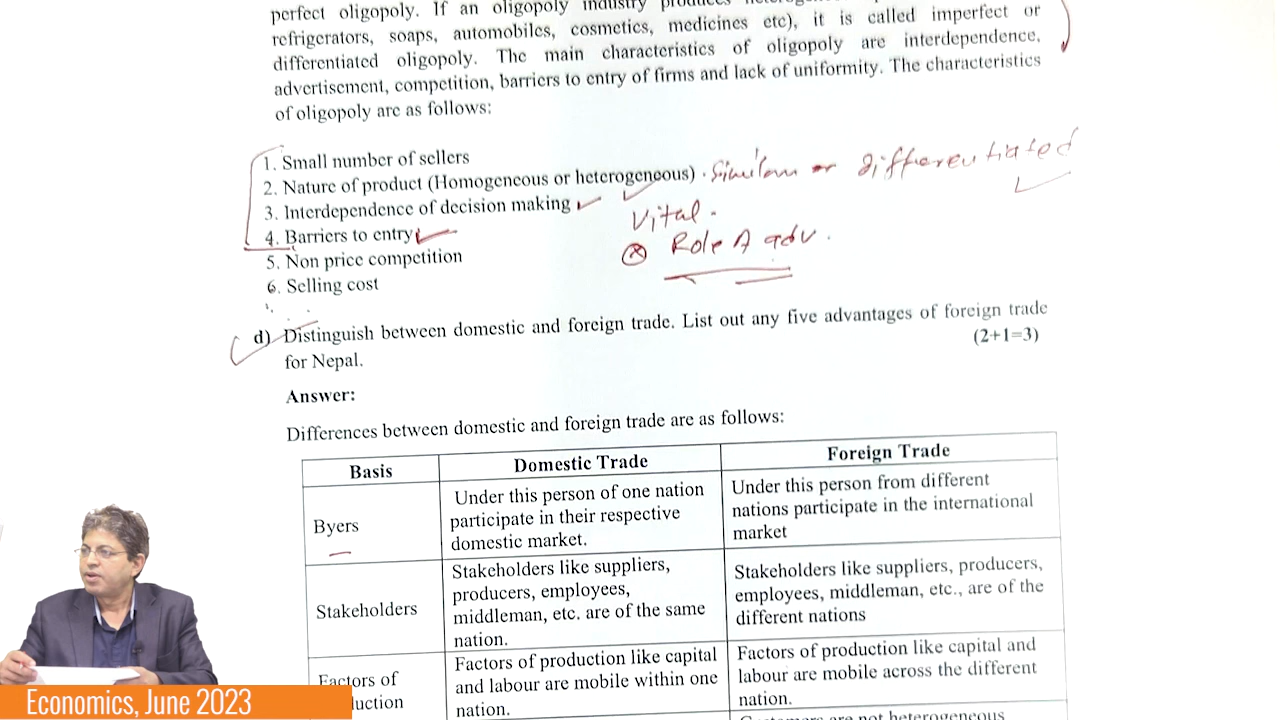 perfect oligopoly. If an oligopoly industry produces
refrigerators, soaps, automobiles, cosmetics, medicines etc), it is called imperfect or
differentiated oligopoly. The main characteristics of oligopoly are interdependence,
advertisement, competition, barriers to entry of firms and lack of uniformity. The characteristics
of oligopoly are as follows:
1. Small number of sellers
2. Nature of product (Homogeneous or heterogeneous) . Similar or differentiated
3. Interdependence of decision making
Vital.
4. Barriers to entry
Role A adv.
5. Non price competition
6. Selling cost
d) Distinguish between domestic and foreign trade. List out any five advantages of foreign trade
for Nepal. (2+1=3)
Answer:
Differences between domestic and foreign trade are as follows:
Basis Domestic Trade Foreign Trade
Byers
Under this person of one nation
participate in their respective
domestic market.
Under this person from different
nations participate in the international
market
Stakeholders
Stakeholders like suppliers,
producers, employees,
middleman, etc. are of the same
nation.
Stakeholders like suppliers, producers,
employees, middleman, etc., are of the
different nations
Factors of
uction
Factors of production like capital
and labour are mobile within one
nation.
Factors of production like capital and
labour are mobile across the different
nation.
Customers are not heterogeneous
Economics, June 2023